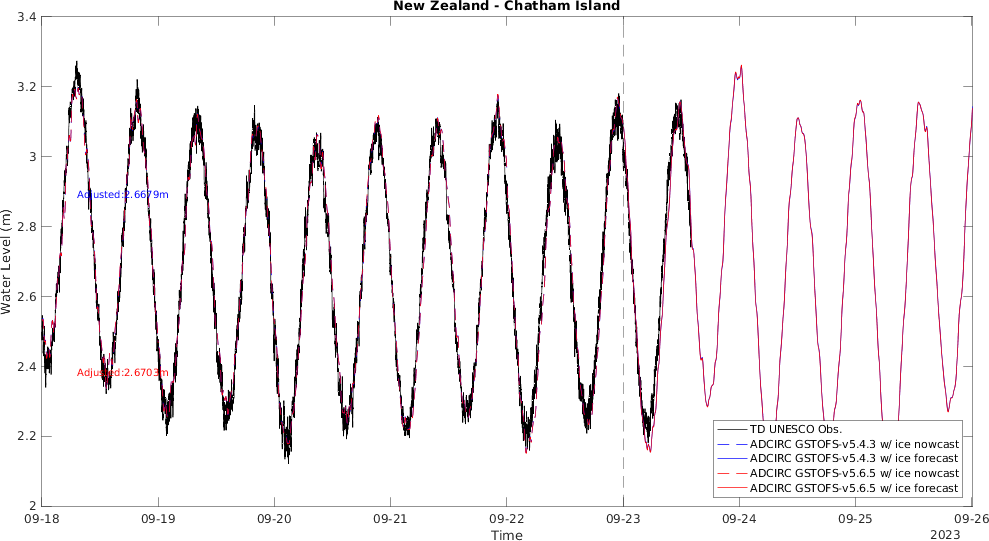 New Zealand - Chatham Island
3.4
3.2
3
2.8
2.6
2.4
2.2
2
Water Level (m)
Adjusted:2.6679m
Adjusted:2.6703m
TD UNESCO Obs.
ADCIRC GSTOFS-v5.4.3 w/ ice nowcast
ADCIRC GSTOFS-v5.4.3 w/ ice forecast
ADCIRC GSTOFS-v5.6.5 w/ ice nowcast
ADCIRC GSTOFS-v5.6.5 w/ ice forecast
09-18 09-19 09-20 09-21 09-22 09-23 09-24 09-25 09-26
Time
2023